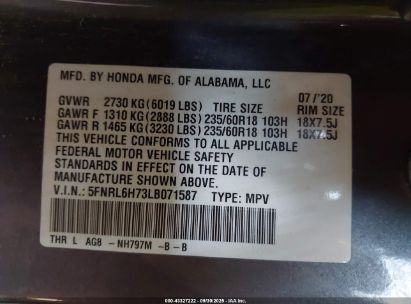 MFD. BY HONDA MFG. OF ALABAMA, LLC
07/'20
GVWR 2730 KG (6019 LBS) TIRE SIZE RIM SIZE
GAWR F 1310 KG (2888 LBS) 235/60R18 103H 18X7.5J
GAWR R 1465 KG (3230 LBS) 235/60R18 103H 18X7.5J
THIS VEHICLE CONFORMS TO ALL APPLICABLE
FEDERAL MOTOR VEHICLE SAFETY
STANDARDS IN EFFECT ON THE DATE OF
MANUFACTURE SHOWN ABOVE.
V.I.N: 5FNRL6H73LB071587 TYPE: MPV
THR L AG8 -NH797M -B -B